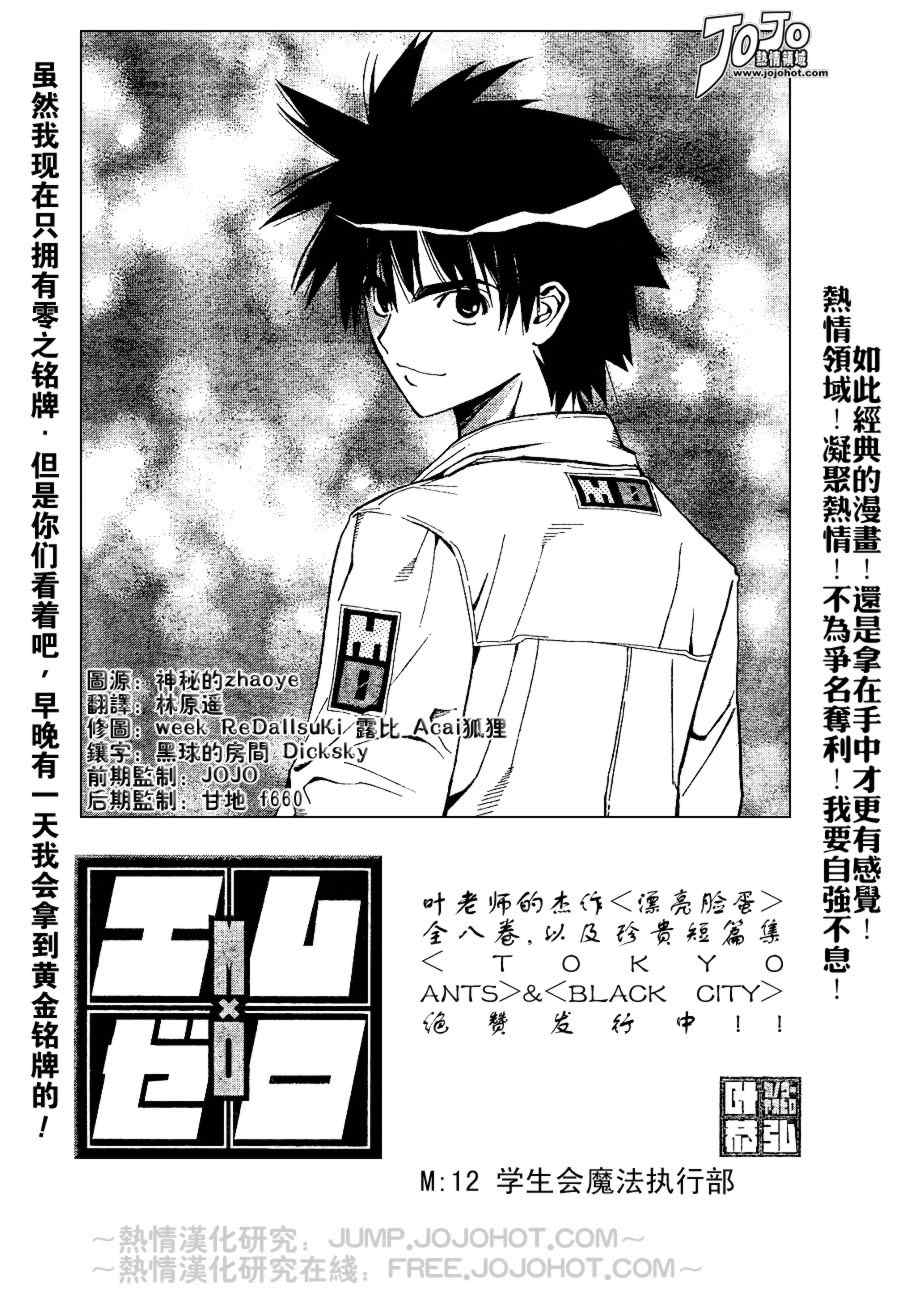 JOJO
熱情領域
www.jojohot.com
如此經典的漫畫！還是拿在手中才更有感覺！
熱情領域！凝聚熱情！不為爭名奪利！我要自強不息！
虽然我现在只拥有零之铭牌．但是你们看着吧，早晚有一天我会拿到黄金铭牌的！
M0
M0
圖源：神秘的zhaoye
翻譯：林原遥
修圖：week ReDaIIsuKi 露比 Acai狐狸
鑲字：黑球的房間 Dicksky
前期監制：JOJO
后期監制：甘地 f660
エム
M×0
ゼロ
叶老师的杰作<漂亮脸蛋>
全八卷,以及珍贵短篇集
<TOKYO
ANTS>&<BLACK CITY>
绝赞发行中!!
叶恭弘
M:12 学生会魔法执行部
～熱情漢化研究：JUMP.JOJOHOT.COM～
～熱情漢化研究在綫：FREE.JOJOHOT.COM～